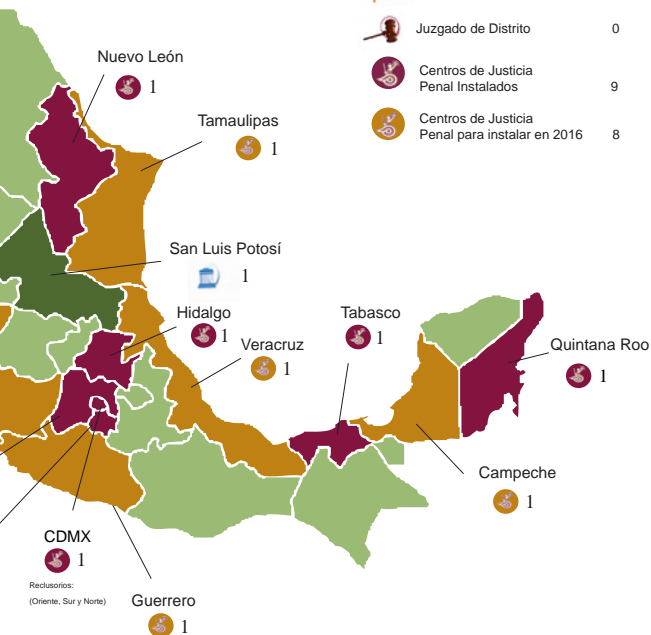 Juzgado de Distrito 0
Centros de Justicia
Penal Instalados 9
Centros de Justicia
Penal para instalar en 2016 8
Nuevo León
1
Tamaulipas
1
San Luis Potosí
1
Hidalgo
1
Veracruz
1
Tabasco
1
Quintana Roo
1
Campeche
1
CDMX
1
Reclusorios:
(Oriente, Sur y Norte)
Guerrero
1